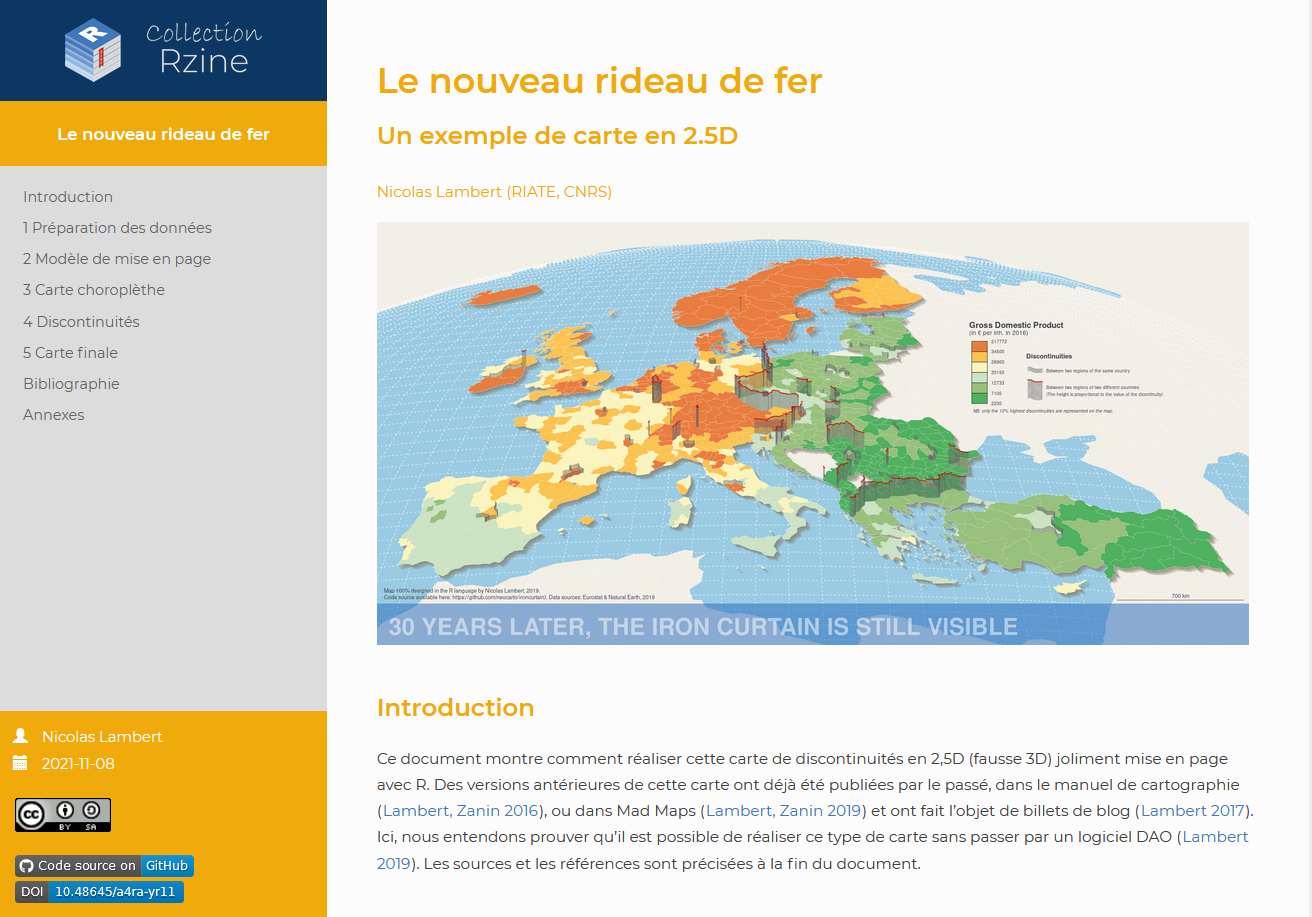 Collection
Rzine
Le nouveau rideau de fer
Introduction
1 Préparation des données
2 Modèle de mise en page
3 Carte choroplèthe
4 Discontinuités
5 Carte finale
Bibliographie
Annexes
Nicolas Lambert
2021-11-08
cc
BY SA
Code source on GitHub
DOI 10.48645/a4ra-yr11
Le nouveau rideau de fer
Un exemple de carte en 2.5D
Nicolas Lambert (RIATE, CNRS)
Gross Domestic Product
(in € per inh. in 2016)
217772
34500
26900
20150
12733
7100
2200
Discontinuities
Between two regions of the same country
Between two regions of two different countries
(The height is proportional to the value of the discontinuity)
NB: only the 10% highest discontinuities are represented on the map.
Map 100% designed in the R language by Nicolas Lambert, 2019.
Code source available here: https://github.com/neocarto/ironcurtain). Data sources: Eurostat & Natural Earth, 2019
700 km
30 YEARS LATER, THE IRON CURTAIN IS STILL VISIBLE
Introduction
Ce document montre comment réaliser cette carte de discontinuités en 2,5D (fausse 3D) joliment mise en page
avec R. Des versions antérieures de cette carte ont déjà été publiées par le passé, dans le manuel de cartographie
(Lambert, Zanin 2016), ou dans Mad Maps (Lambert, Zanin 2019) et ont fait l'objet de billets de blog (Lambert 2017).
Ici, nous entendons prouver qu'il est possible de réaliser ce type de carte sans passer par un logiciel DAO (Lambert
2019). Les sources et les références sont précisées à la fin du document.